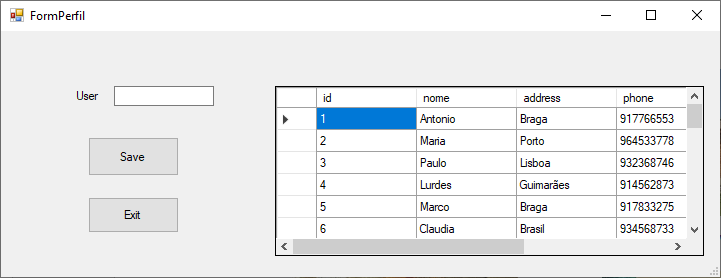 FormPerfil
User
Save
Exit
id nome address phone
1 Antonio Braga 917766553
2 Maria Porto 964533778
3 Paulo Lisboa 932368746
4 Lurdes Guimarães 914562873
5 Marco Braga 917833275
6 Claudia Brasil 934568733